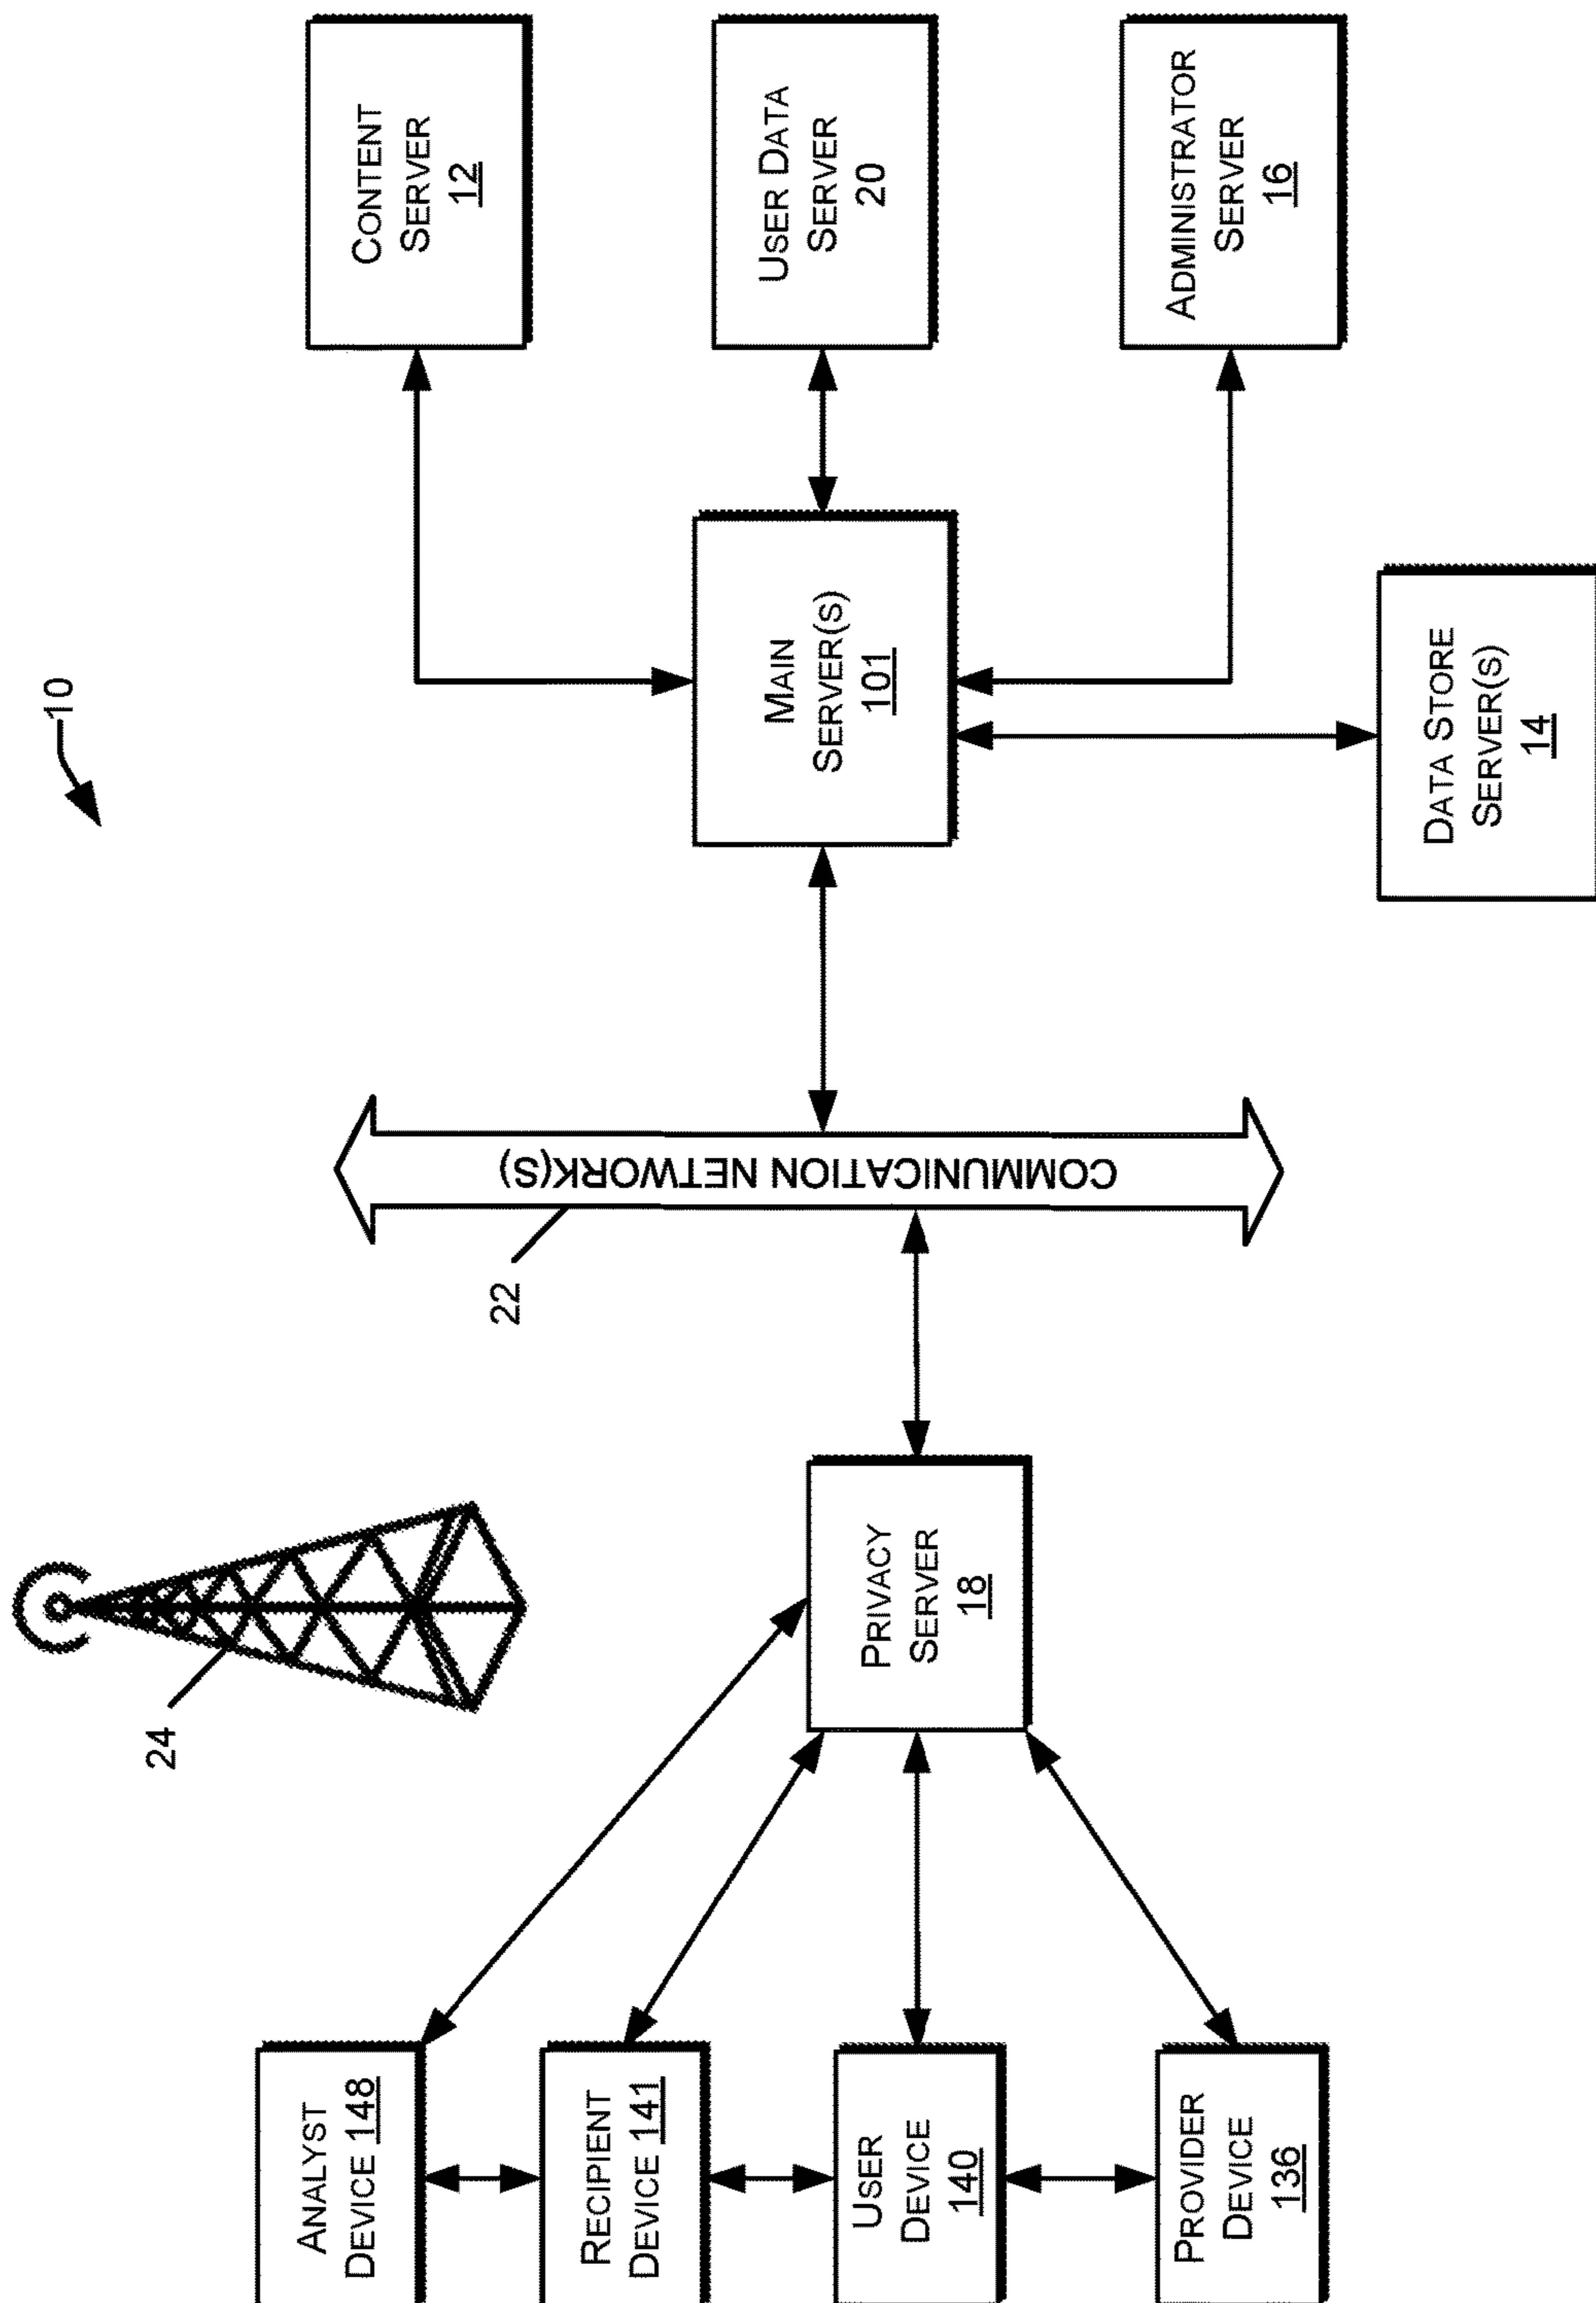 10
24
ANALYST
DEVICE 148
CONTENT
SERVER
12
22
RECIPIENT
DEVICE 141
COMMUNICATION NETWORK(S)
USER
DEVICE
140
PRIVACY
SERVER
18
MAIN
SERVER(S)
101
USER DATA
SERVER
20
PROVIDER
DEVICE
136
ADMINISTRATOR
SERVER
16
DATA STORE
SERVER(S)
14